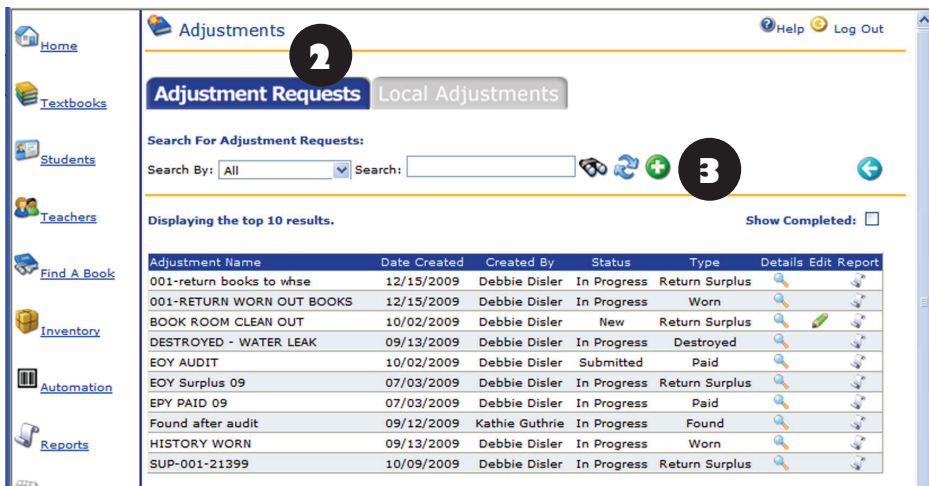 Adjustments
Help Log Out
2
Adjustment Requests Local Adjustments
Search For Adjustment Requests:
Search By: All Search:
3
Displaying the top 10 results. Show Completed:
Adjustment Name Date Created Created By Status Type Details Edit Report
001-return books to whse 12/15/2009 Debbie Disler In Progress Return Surplus
001-RETURN WORN OUT BOOKS 12/15/2009 Debbie Disler In Progress Worn
BOOK ROOM CLEAN OUT 10/02/2009 Debbie Disler New Return Surplus
DESTROYED - WATER LEAK 09/13/2009 Debbie Disler In Progress Destroyed
EOY AUDIT 10/02/2009 Debbie Disler Submitted Paid
EOY Surplus 09 07/03/2009 Debbie Disler In Progress Return Surplus
EPY PAID 09 07/03/2009 Debbie Disler In Progress Paid
Found after audit 09/12/2009 Kathie Guthrie In Progress Found
HISTORY WORN 09/13/2009 Debbie Disler In Progress Worn
SUP-001-21399 10/09/2009 Debbie Disler In Progress Return Surplus
Home
Textbooks
Students
Teachers
Find A Book
Inventory
Automation
Reports